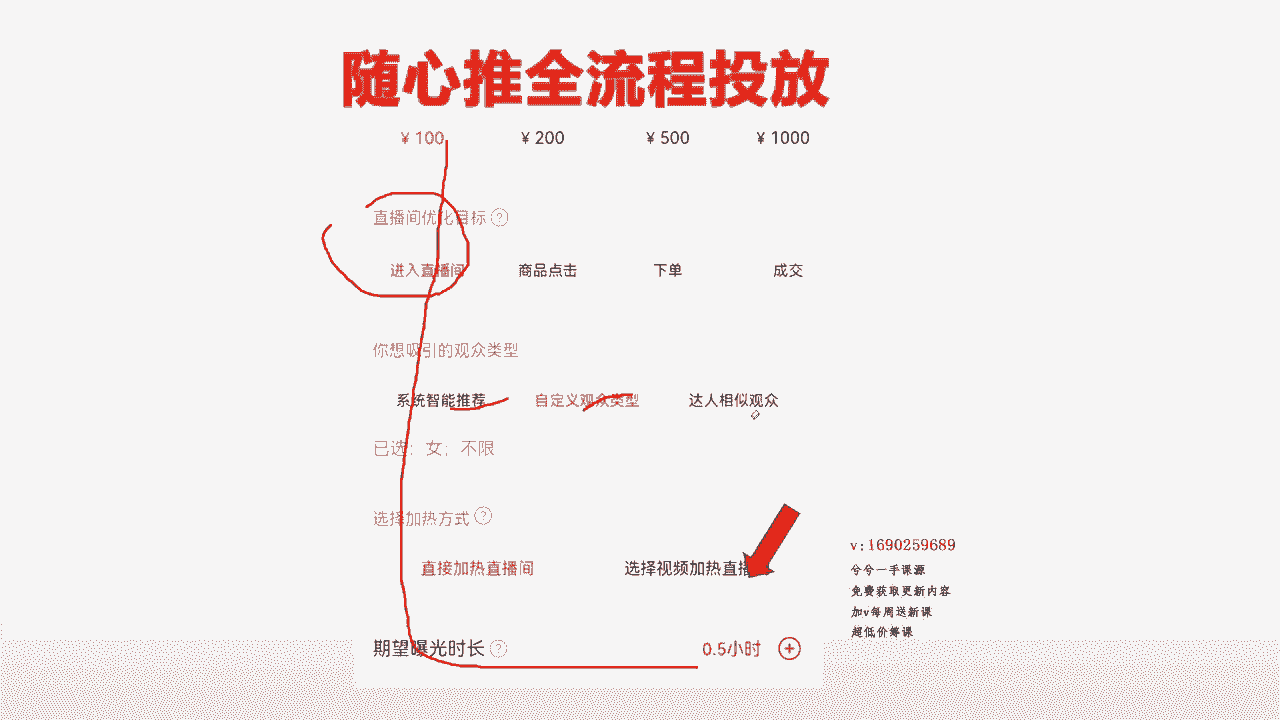 随心推全流程投放
¥ 100 ¥ 200 ¥ 500 ¥ 1000
直播间优化目标 ?
进入直播间 商品点击 下单 成交
你想吸引的观众类型
系统智能推荐 自定义观众类型 达人相似观众
已选：女；不限
选择加热方式 ?
直接加热直播间 选择视频加热直播
v:1690259689
兮兮一手课源
免费获取更新内容
加v每周送新课
超低价筹课
期望曝光时长 ? 0.5小时 +